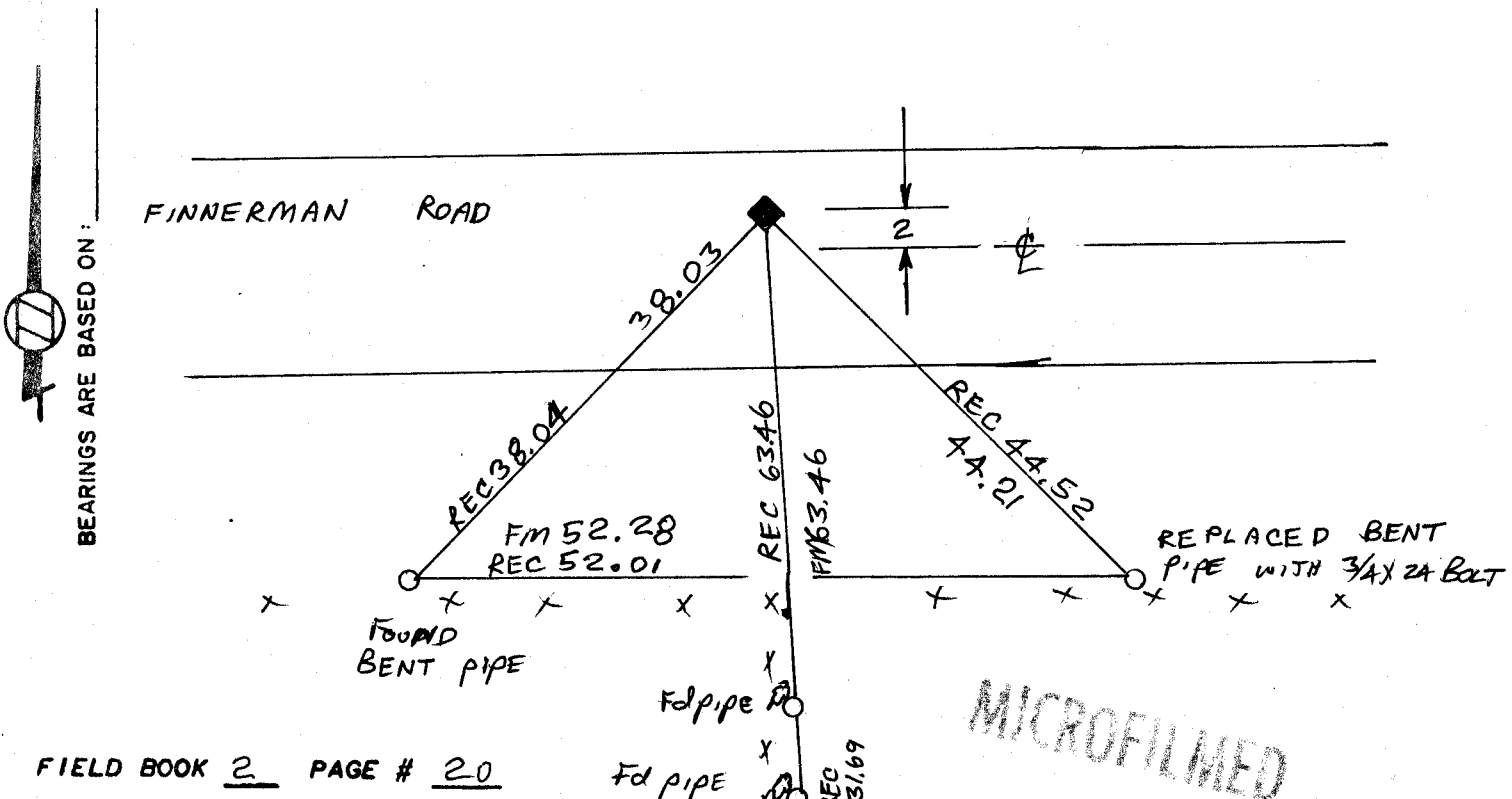 BEARINGS ARE BASED ON:
FINNERMAN ROAD
2
℄
38.03
REC 38.04
REC 63.46
FM 63.46
REC 44.52
44.21
FM 52.28
REC 52.01
REPLACED BENT
PIPE WITH 3/4 X 24 BOLT
FOUND
BENT PIPE
Fd pipe
MICROFILMED
Fd pipe
REC
31.69
FIELD BOOK 2 PAGE # 20